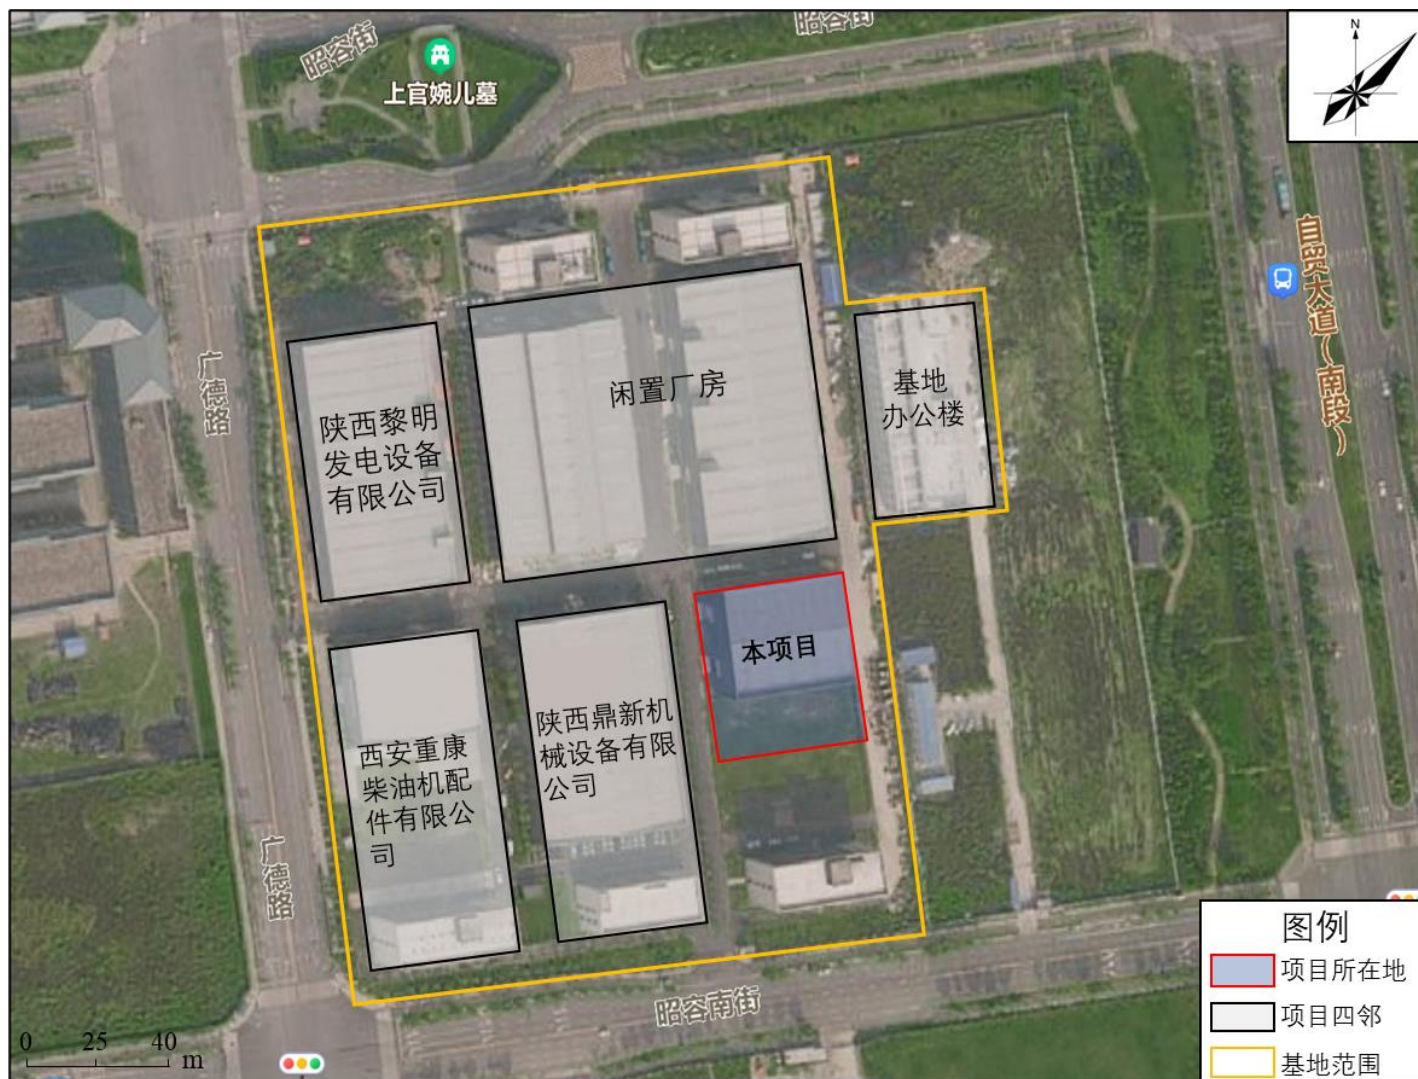 昭容街
昭容街
N
上官婉儿墓
自贸大道(南段)
广德路
闲置厂房
基地
办公楼
陕西黎明
发电设备
有限公司
本项目
陕西鼎新机
械设备有限
公司
西安重康
柴油机配
件有限公
司
广德路
昭容南街
0 25 40 m
图例
项目所在地
项目四邻
基地范围